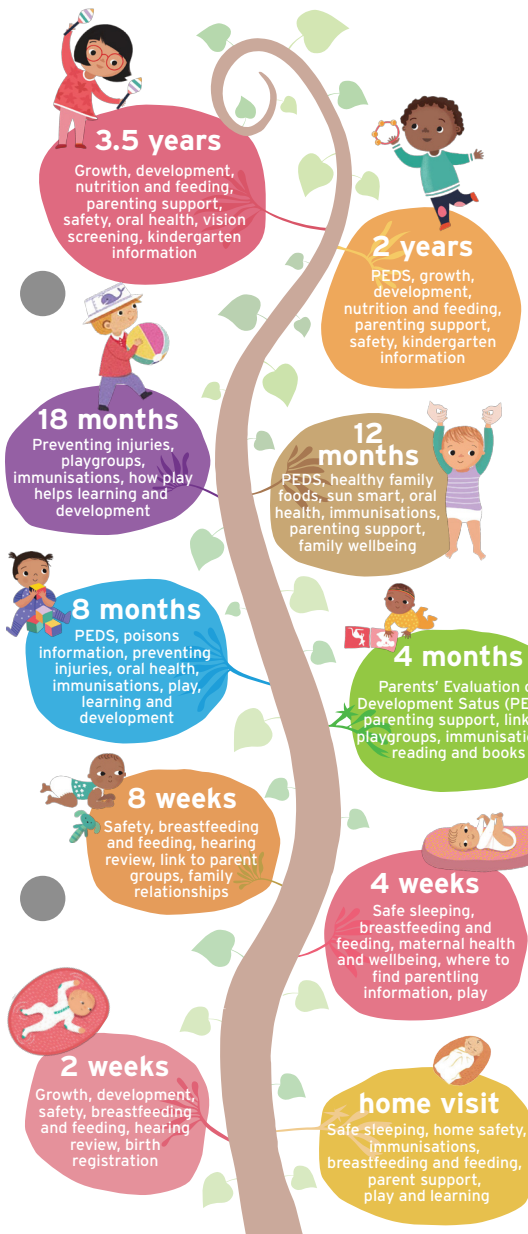 3.5 years
Growth, development,
nutrition and feeding,
parenting support,
safety, oral health, vision
screening, kindergarten
information
2 years
PEDS, growth,
development,
nutrition and feeding,
parenting support,
safety, kindergarten
information
18 months
Preventing injuries,
playgroups,
immunisations, how play
helps learning and
development
12
months
PEDS, healthy family
foods, sun smart, oral
health, immunisations,
parenting support,
family wellbeing
8 months
PEDS, poisons
information, preventing
injuries, oral health,
immunisations, play,
learning and
development
4 months
Parents' Evaluation
Development Satus (PE
parenting support, link
playgroups, immunisati
reading and books
8 weeks
Safety, breastfeeding
and feeding, hearing
review, link to parent
groups, family
relationships
4 weeks
Safe sleeping,
breastfeeding and
feeding, maternal health
and wellbeing, where to
find parentling
information, play
2 weeks
Growth, development,
safety, breastfeeding
and feeding, hearing
review, birth
registration
home visit
Safe sleeping, home safety,
immunisations,
breastfeeding and feeding,
parent support,
play and learning